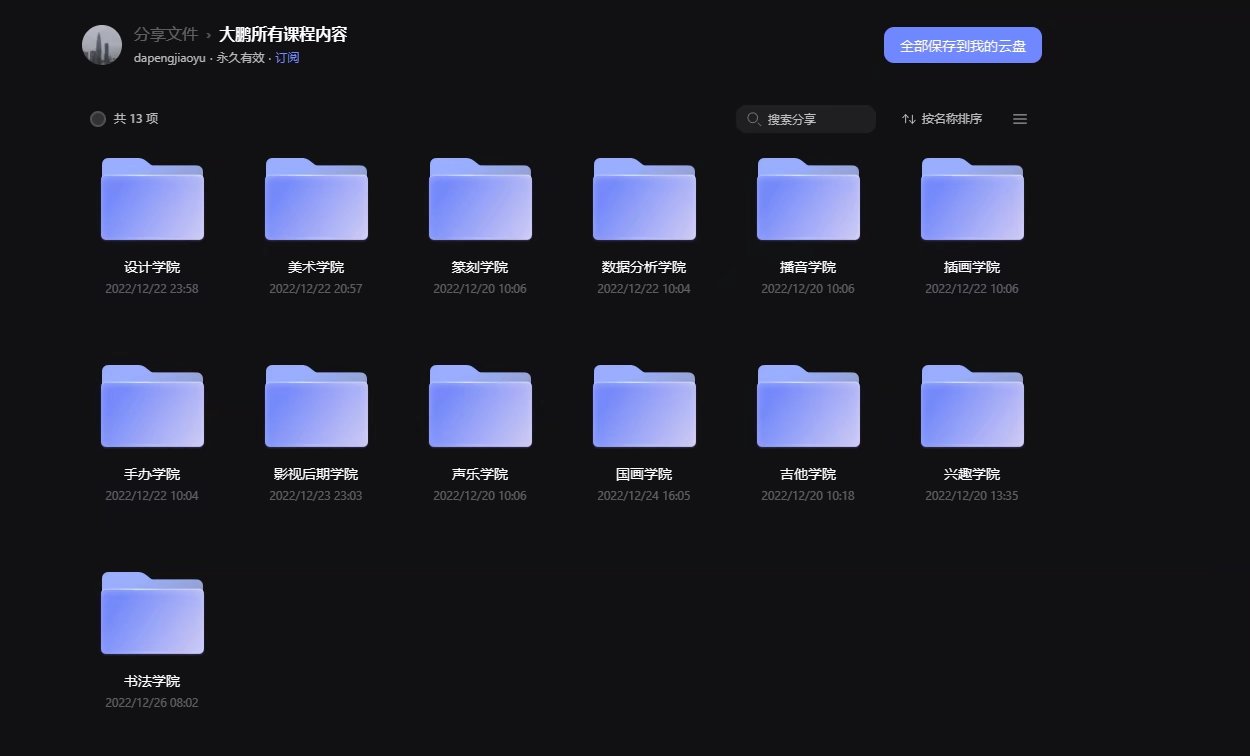 分享文件 › 大鹏所有课程内容
dapengjiaoyu · 永久有效 · 订阅
全部保存到我的云盘
共 13 项
搜索分享
按名称排序
设计学院 美术学院 篆刻学院 数据分析学院 播音学院 插画学院
2022/12/22 23:58 2022/12/22 20:57 2022/12/20 10:06 2022/12/22 10:04 2022/12/20 10:06 2022/12/22 10:06
手办学院 影视后期学院 声乐学院 国画学院 吉他学院 兴趣学院
2022/12/22 10:04 2022/12/23 23:03 2022/12/20 10:06 2022/12/24 16:05 2022/12/20 10:18 2022/12/20 13:35
书法学院
2022/12/26 08:02